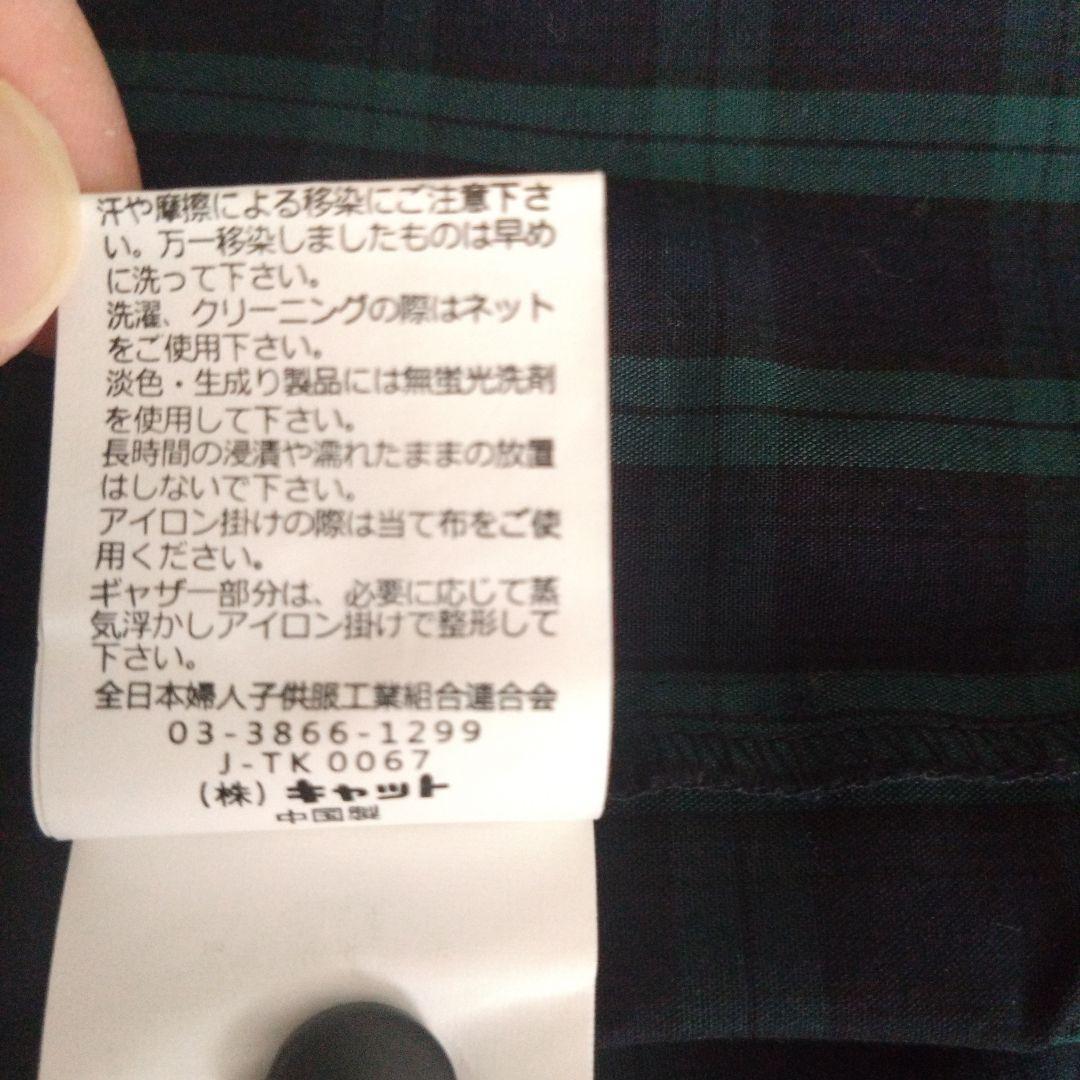 汗や摩擦による移染にご注意下さ
い。万一移染しましたものは早め
に洗って下さい。
洗濯、クリーニングの際はネット
をご使用下さい。
淡色・生成り製品には無蛍光洗剤
を使用して下さい。
長時間の浸漬や濡れたままの放置
はしないで下さい。
アイロン掛けの際は当て布をご使
用ください。
ギャザー部分は、必要に応じて蒸
気浮かしアイロン掛けで整形して
下さい。
全日本婦人子供服工業組合連合会
03-3866-1299
J-TK0067
(株)キャット
中国製